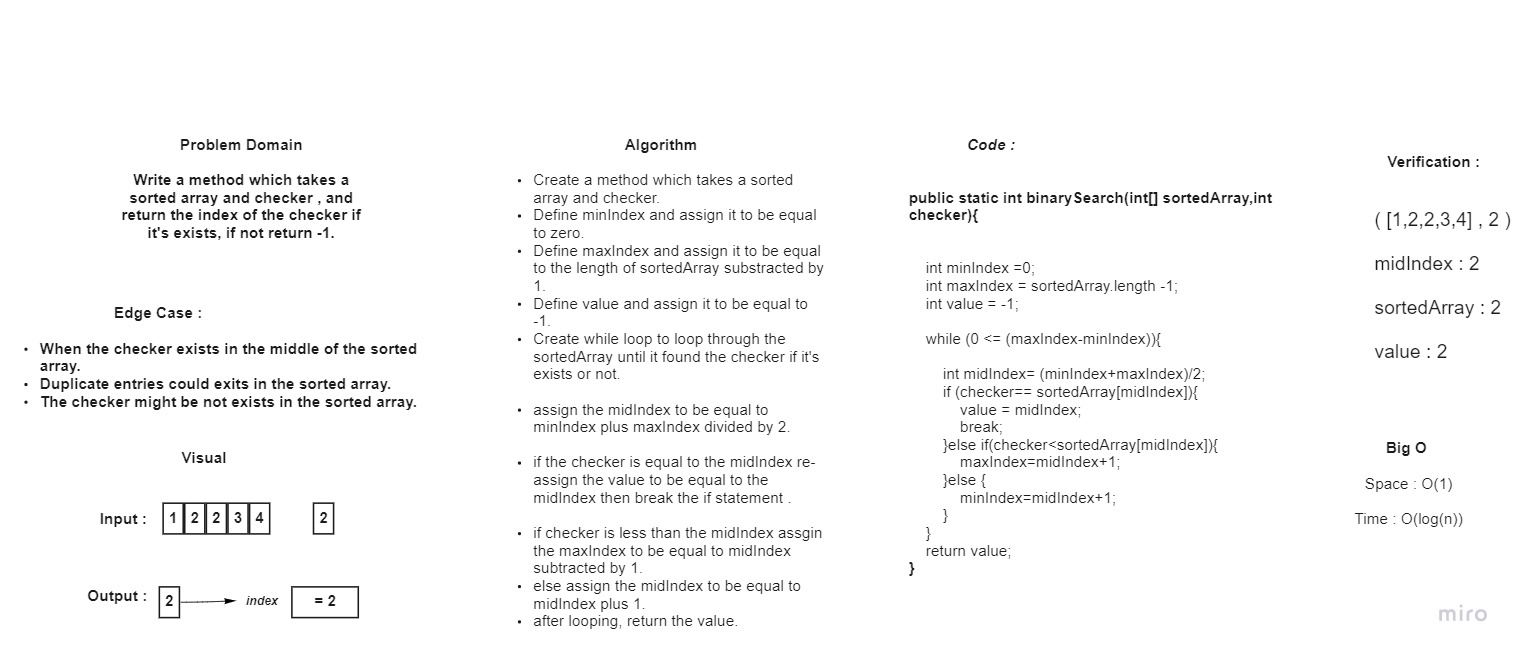 Problem Domain
Write a method which takes a
sorted array and checker , and
return the index of the checker if
it's exists, if not return -1.
Edge Case :
• When the checker exists in the middle of the sorted
array.
• Duplicate entries could exits in the sorted array.
• The checker might be not exists in the sorted array.
Visual
Input : 1 2 2 3 4 2
Output : 2 index = 2
Algorithm
• Create a method which takes a sorted
array and checker.
• Define minIndex and assign it to be equal
to zero.
• Define maxIndex and assign it to be equal
to the length of sortedArray substracted by
1.
• Define value and assign it to be equal to
-1.
• Create while loop to loop through the
sortedArray until it found the checker if it's
exists or not.
• assign the midIndex to be equal to
minIndex plus maxIndex divided by 2.
• if the checker is equal to the midIndex re-
assign the value to be equal to the
midIndex then break the if statement .
• if checker is less than the midIndex assgin
the maxIndex to be equal to midIndex
subtracted by 1.
• else assign the midIndex to be equal to
midIndex plus 1.
• after looping, return the value.
Code :
public static int binarySearch(int[] sortedArray,int
checker){
int minIndex =0;
int maxIndex = sortedArray.length -1;
int value = -1;
while (0 <= (maxIndex-minIndex)){
int midIndex= (minIndex+maxIndex)/2;
if (checker== sortedArray[midIndex]){
value = midIndex;
break;
}else if(checker<sortedArray[midIndex]){
maxIndex=midIndex+1;
}else {
minIndex=midIndex+1;
}
}
return value;
}
Verification :
( [1,2,2,3,4] , 2 )
midIndex : 2
sortedArray : 2
value : 2
Big O
Space : O(1)
Time : O(log(n))
miro